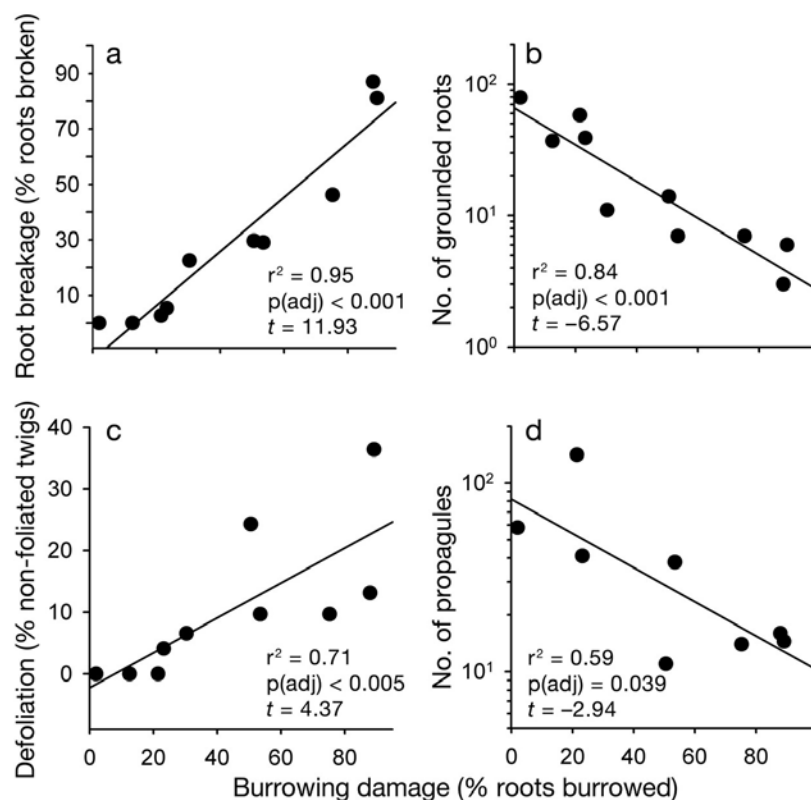 a
Root breakage (% roots broken)
90
70
50
30
10
r² = 0.95
p(adj) < 0.001
t = 11.93
b
No. of grounded roots
10²
10¹
10⁰
r² = 0.84
p(adj) < 0.001
t = –6.57
c
Defoliation (% non-foliated twigs)
40
30
20
10
0
r² = 0.71
p(adj) < 0.005
t = 4.37
0 20 40 60 80
d
No. of propagules
10²
10¹
r² = 0.59
p(adj) = 0.039
t = –2.94
0 20 40 60 80
Burrowing damage (% roots burrowed)